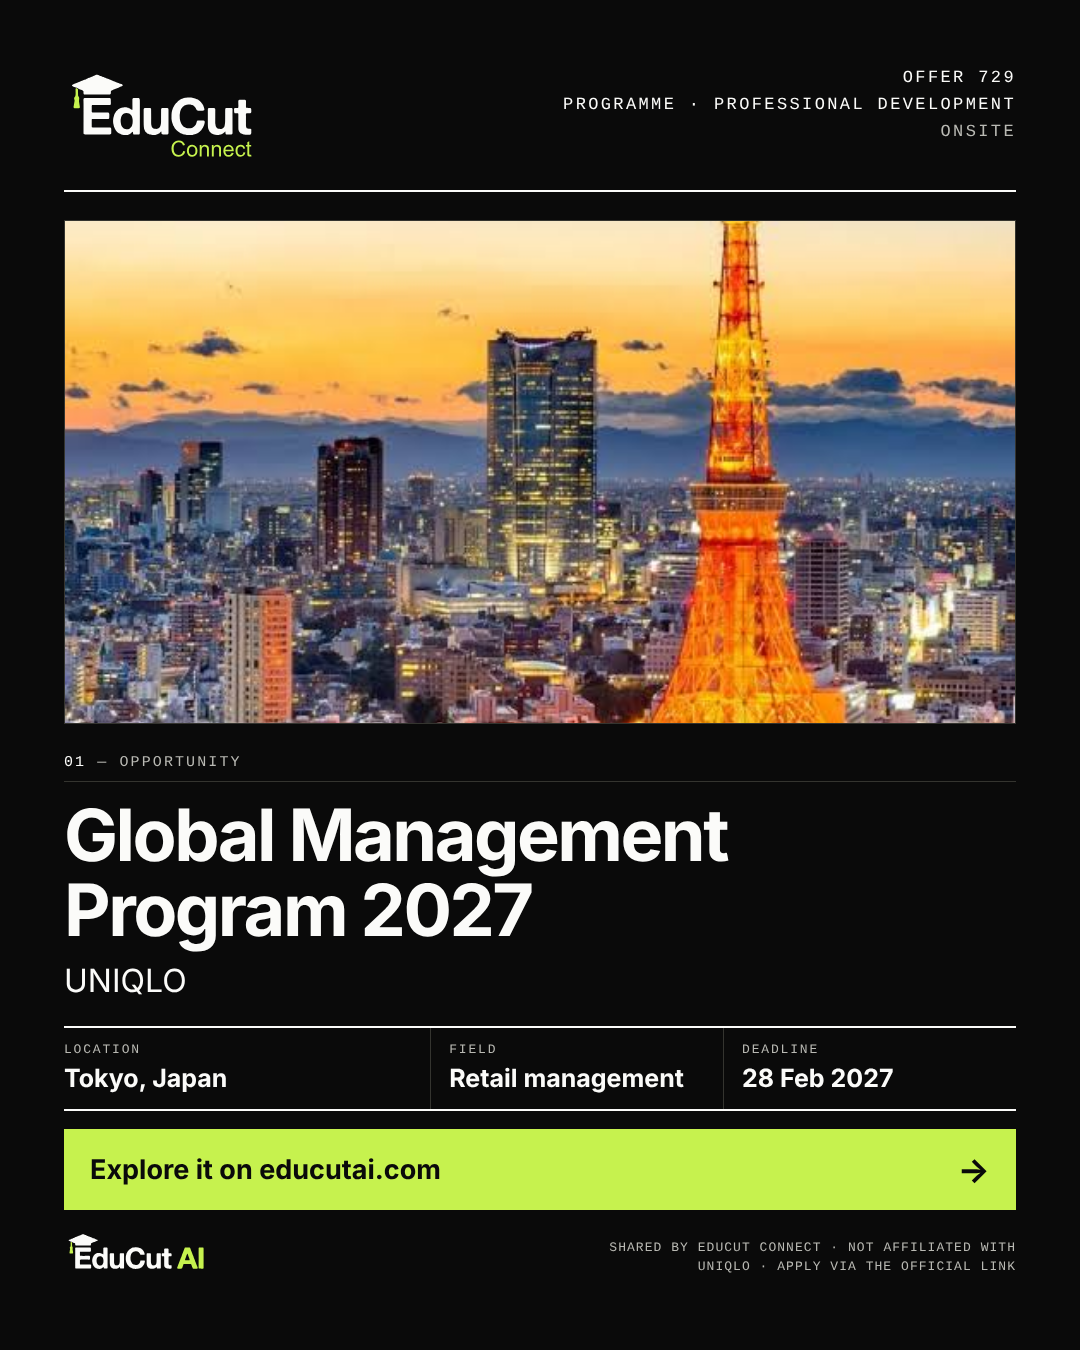 EduCut
Connect
OFFER 729
PROGRAMME · PROFESSIONAL DEVELOPMENT
ONSITE
01 — OPPORTUNITY
Global Management
Program 2027
UNIQLO
LOCATION
Tokyo, Japan
FIELD
Retail management
DEADLINE
28 Feb 2027
Explore it on educutai.com →
EduCut AI
SHARED BY EDUCUT CONNECT · NOT AFFILIATED WITH
UNIQLO · APPLY VIA THE OFFICIAL LINK